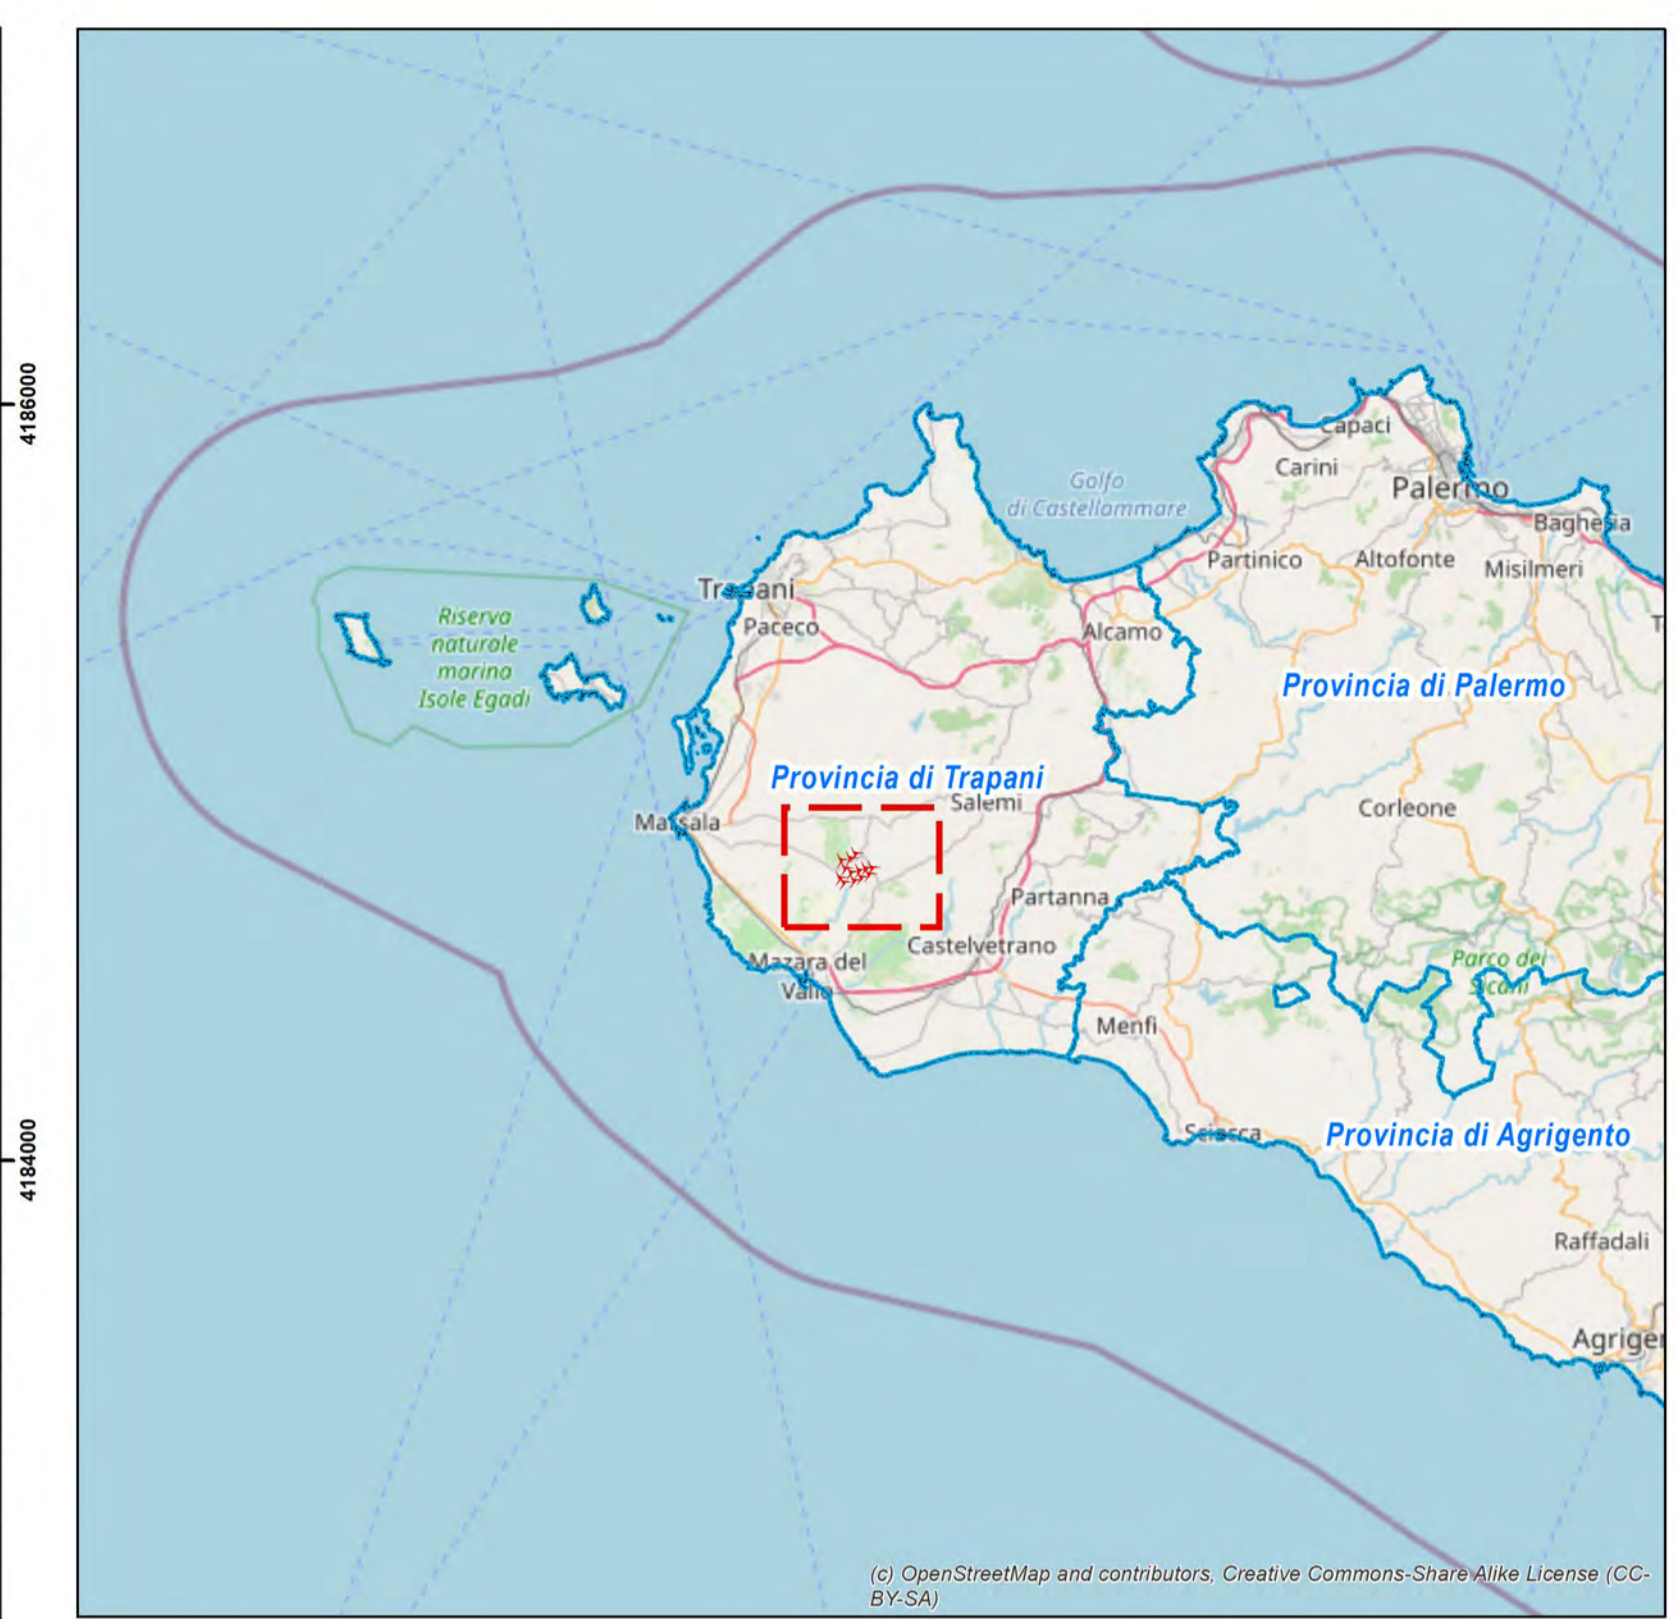 4186000
4184000
Capaci
Carini
Palermo
Golfo
di Castellammare
Bagheria
Partinico
Altofonte
Misilmeri
Trapani
Paceco
Alcamo
Riserva
naturale
marina
Isole Egadi
Provincia di Palermo
Provincia di Trapani
Salemi
Corleone
Marsala
Partanna
Castelvetrano
Mazara del
Vallo
Parco dei
Sicani
Menfi
Sciacca
Provincia di Agrigento
Raffadali
Agriger
(c) OpenStreetMap and contributors, Creative Commons-Share Alike License (CC-
BY-SA)